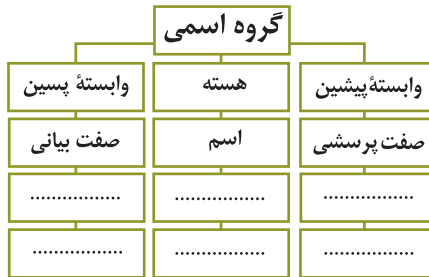 گروه اسمی
وابستهٔ پیشین هسته وابستهٔ پسین
صفت پرسشی اسم صفت بیانی
.................. .................. ..................
.................. .................. ..................